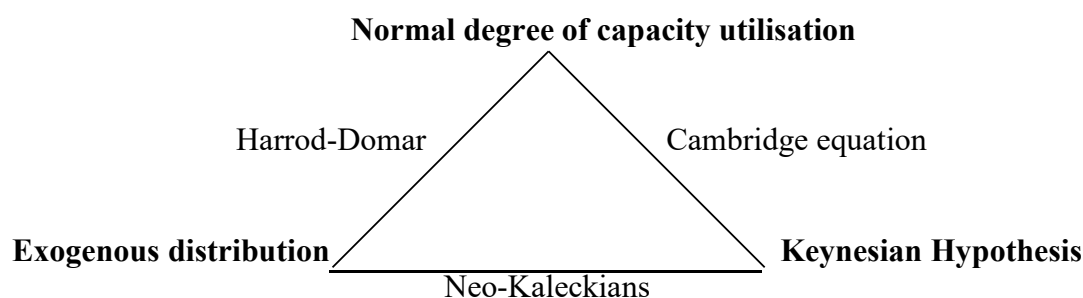 Normal degree of capacity utilisation
Harrod-Domar
Cambridge equation
Exogenous distribution
Keynesian Hypothesis
Neo-Kaleckians